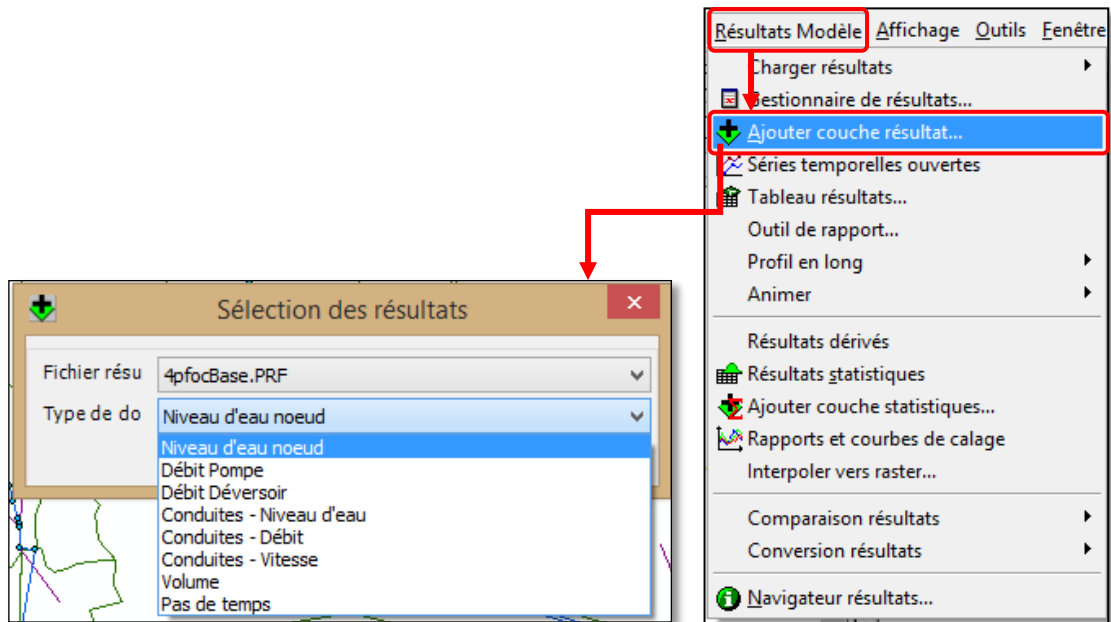 Résultats Modèle Affichage Outils Fenêtre
Charger résultats
Gestionnaire de résultats...
Ajouter couche résultat...
Séries temporelles ouvertes
Tableau résultats...
Outil de rapport...
Profil en long
Animer
Résultats dérivés
Résultats statistiques
Ajouter couche statistiques...
Rapports et courbes de calage
Interpoler vers raster...
Comparaison résultats
Conversion résultats
Navigateur résultats...
Sélection des résultats
Fichier résu 4pfocBase.PRF
Type de do Niveau d'eau noeud
Niveau d'eau noeud
Débit Pompe
Débit Déversoir
Conduites - Niveau d'eau
Conduites - Débit
Conduites - Vitesse
Volume
Pas de temps